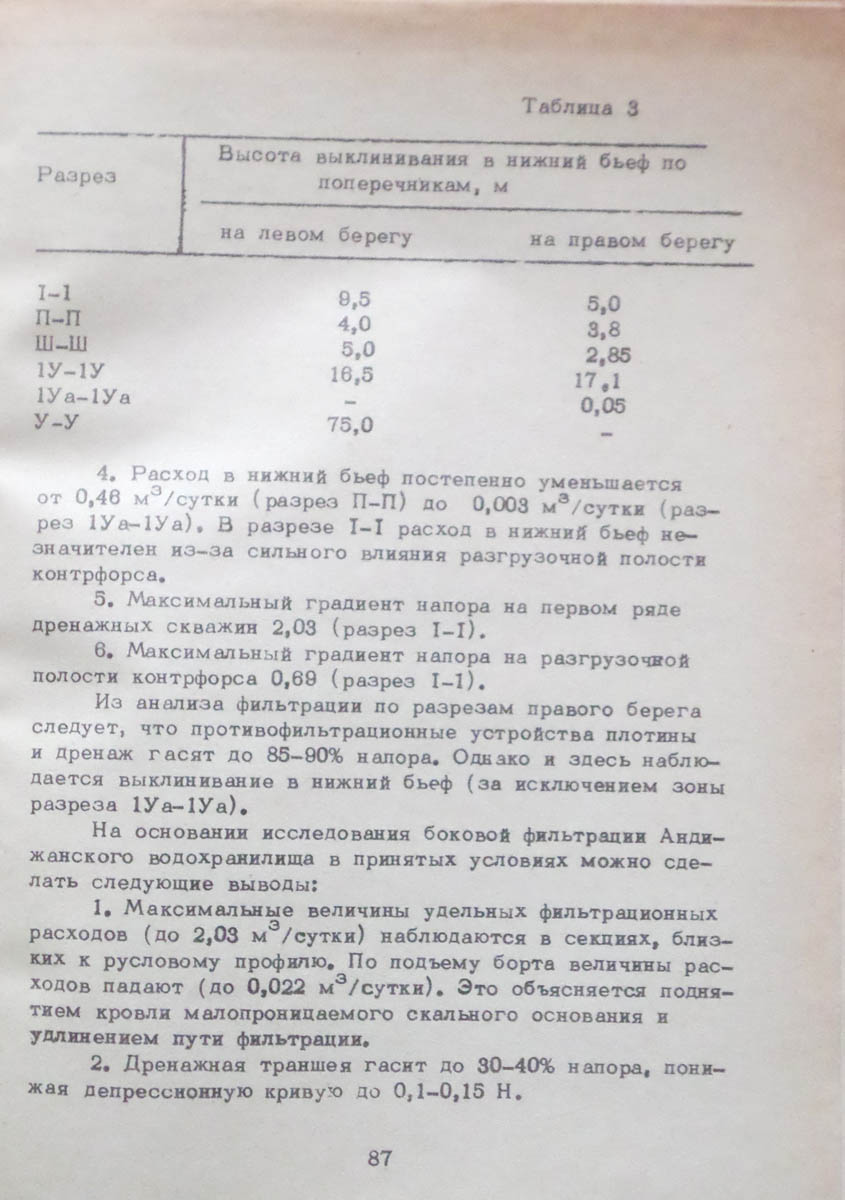 Таблица 3
Разрез
Высота выклинивания в нижний бьеф по
поперечникам, м
на левом берегу на правом берегу
I-1 9,5 5,0
П-П 4,0 3,8
Ш-Ш 5,0 2,85
1У-1У 16,5 17,1
1Уа-1Уа - 0,05
У-У 75,0 -
4. Расход в нижний бьеф постепенно уменьшается
от 0,46 м³/сутки (разрез П-П) до 0,003 м³/сутки (раз-
рез 1Уа-1Уа). В разрезе I-I расход в нижний бьеф не-
значителен из-за сильного влияния разгрузочной полости
контрфорса.
5. Максимальный градиент напора на первом ряде
дренажных скважин 2,03 (разрез I-I).
6. Максимальный градиент напора на разгрузочной
полости контрфорса 0,69 (разрез I-1).
Из анализа фильтрации по разрезам правого берега
следует, что противофильтрационные устройства плотины
и дренаж гасят до 85-90% напора. Однако и здесь наблю-
дается выклинивание в нижний бьеф (за исключением зоны
разреза 1Уа-1Уа).
На основании исследования боковой фильтрации Анди-
жанского водохранилища в принятых условиях можно сде-
лать следующие выводы:
1. Максимальные величины удельных фильтрационных
расходов (до 2,03 м³/сутки) наблюдаются в секциях, близ-
ких к русловому профилю. По подъему борта величины рас-
ходов падают (до 0,022 м³/сутки). Это объясняется подня-
тием кровли малопроницаемого скального основания и
удлинением пути фильтрации.
2. Дренажная траншея гасит до 30-40% напора, пони-
жая депрессионную кривую до 0,1-0,15 Н.
87